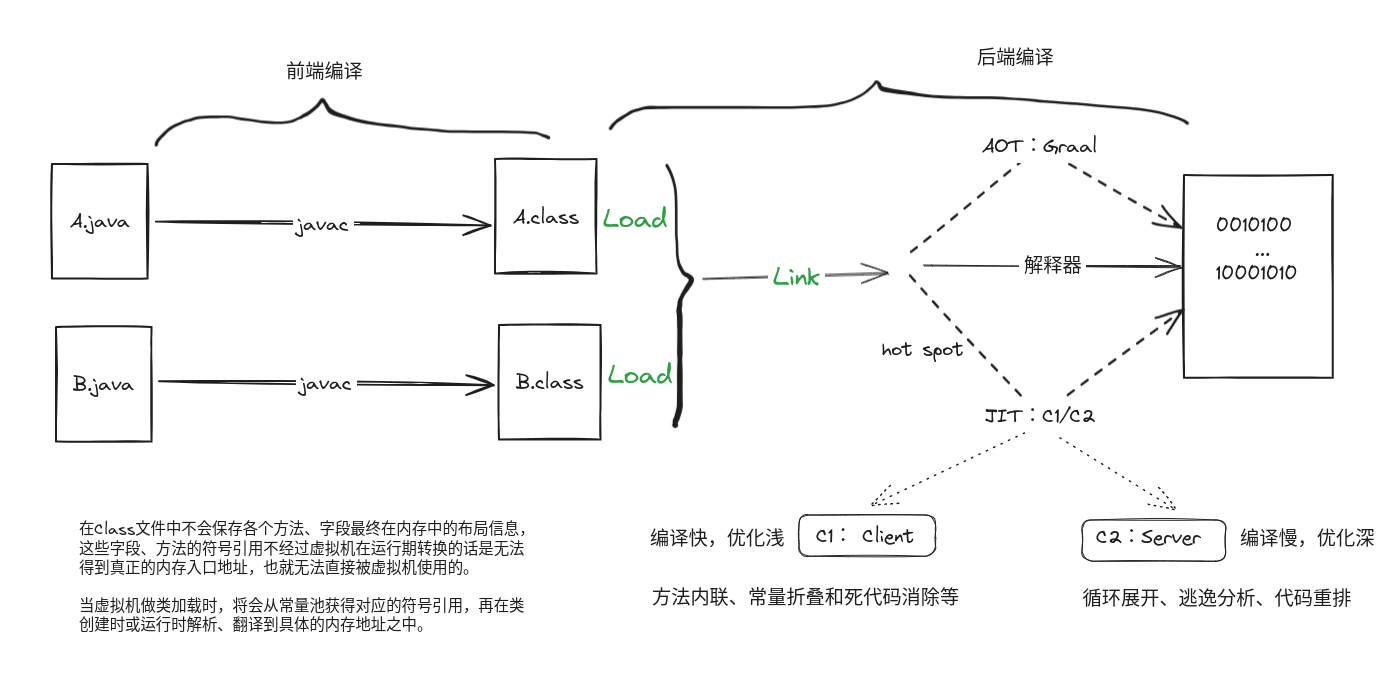 前端编译
后端编译
A.java
javac
A.class
Load
B.java
javac
B.class
Load
Link
AOT：Graal
解释器
hot spot
JIT：C1/C2
0010100
...
10001010
编译快，优化浅
C1： Client
方法内联、常量折叠和死代码消除等
C2：Server
编译慢，优化深
循环展开、逃逸分析、代码重排
在Class文件中不会保存各个方法、字段最终在内存中的布局信息，
这些字段、方法的符号引用不经过虚拟机在运行期转换的话是无法
得到真正的内存入口地址，也就无法直接被虚拟机使用的。
当虚拟机做类加载时，将会从常量池获得对应的符号引用，再在类
创建时或运行时解析、翻译到具体的内存地址之中。